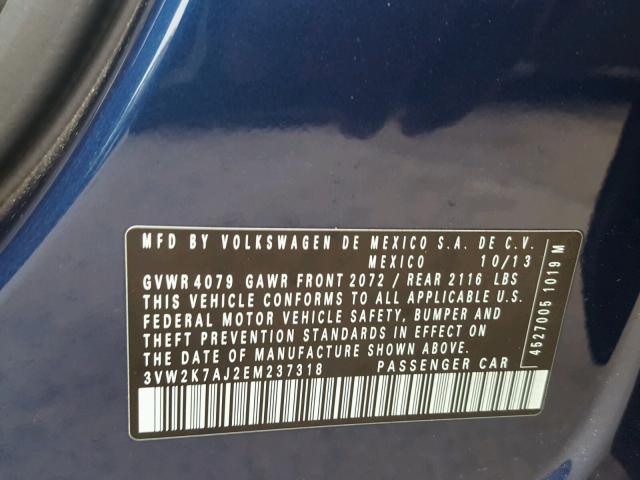 MFD BY VOLKSWAGEN DE MEXICO S.A. DE C.V.
MEXICO 10/13
GVWR 4079 GAWR FRONT 2072 / REAR 2116 LBS
THIS VEHICLE CONFORMS TO ALL APPLICABLE U.S.
FEDERAL MOTOR VEHICLE SAFETY, BUMPER AND
THEFT PREVENTION STANDARDS IN EFFECT ON
THE DATE OF MANUFACTURE SHOWN ABOVE.
3VW2K7AJ2EM237318 PASSENGER CAR
4527005 1019 M